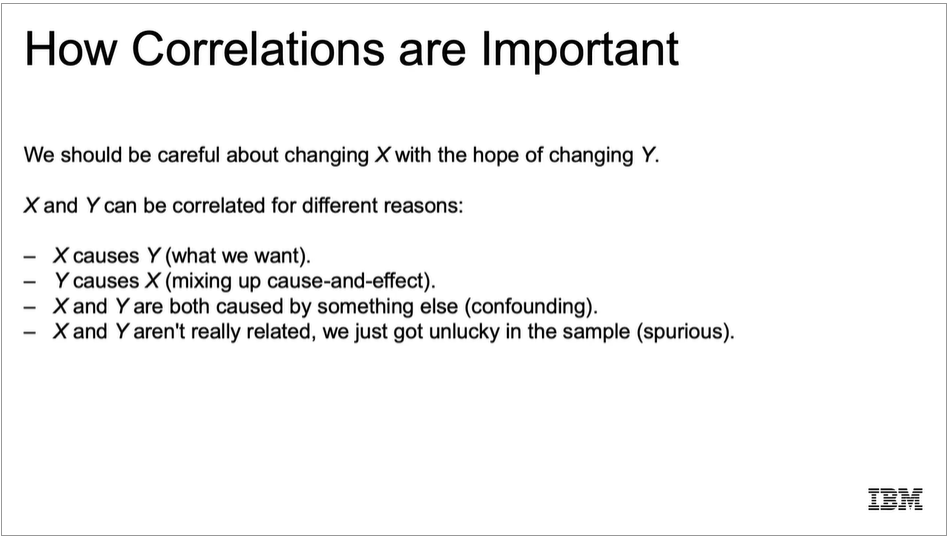 How Correlations are Important
We should be careful about changing X with the hope of changing Y.
X and Y can be correlated for different reasons:
– X causes Y (what we want).
– Y causes X (mixing up cause-and-effect).
– X and Y are both caused by something else (confounding).
– X and Y aren't really related, we just got unlucky in the sample (spurious).
IBM